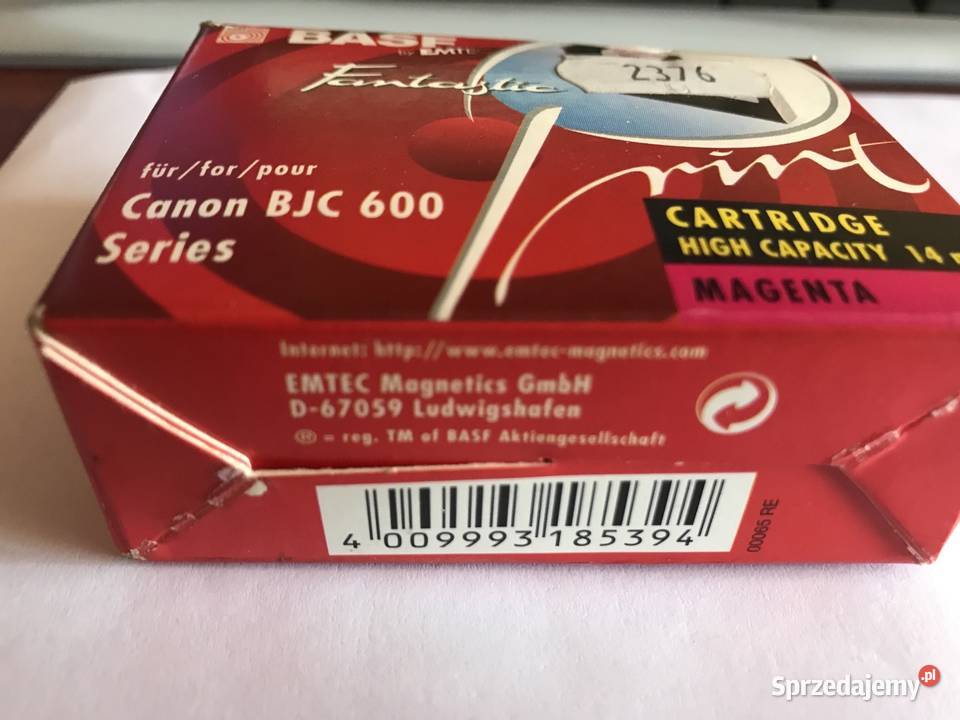 BASF
by EMTEC
2376
Fantastic
Print
für/for/pour
Canon BJC 600
Series
CARTRIDGE
HIGH CAPACITY 14
MAGENTA
Internet: http://www.emtec-magnetics.com
EMTEC Magnetics GmbH
D-67059 Ludwigshafen
® = reg. TM of BASF Aktiengesellschaft
4 009993 185394
00065 RE
Sprzedajemy.pl